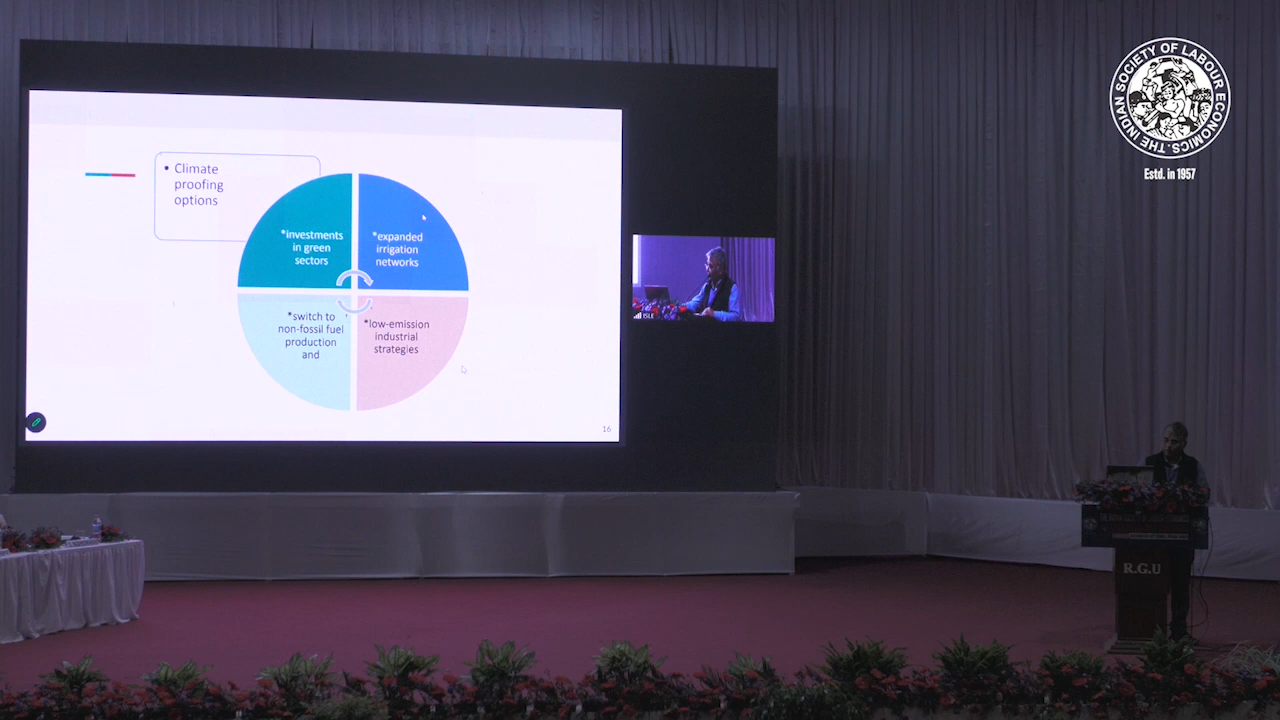 • Climate
proofing
options
*investments
in green
sectors
*expanded
irrigation
networks
*switch to
non-fossil fuel
production
and
*low-emission
industrial
strategies
16
ISLE
THE INDIAN SOCIETY OF LABOUR ECONOMICS.
Estd. in 1957
R.G.U